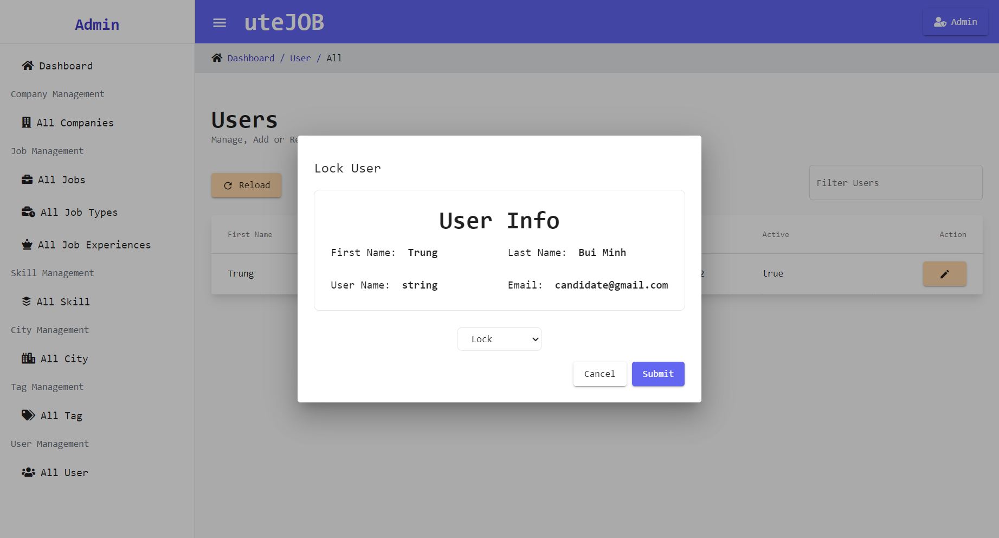 Admin
uteJOB
Admin
Dashboard / User / All
Dashboard
Company Management
All Companies
Job Management
All Jobs
All Job Types
All Job Experiences
Skill Management
All Skill
City Management
All City
Tag Management
All Tag
User Management
All User
Users
Manage, Add or
Reload
Filter Users
First Name
Active
Action
Trung
2
true
Lock User
User Info
First Name: Trung
Last Name: Bui Minh
User Name: string
Email: candidate@gmail.com
Lock
Cancel
Submit